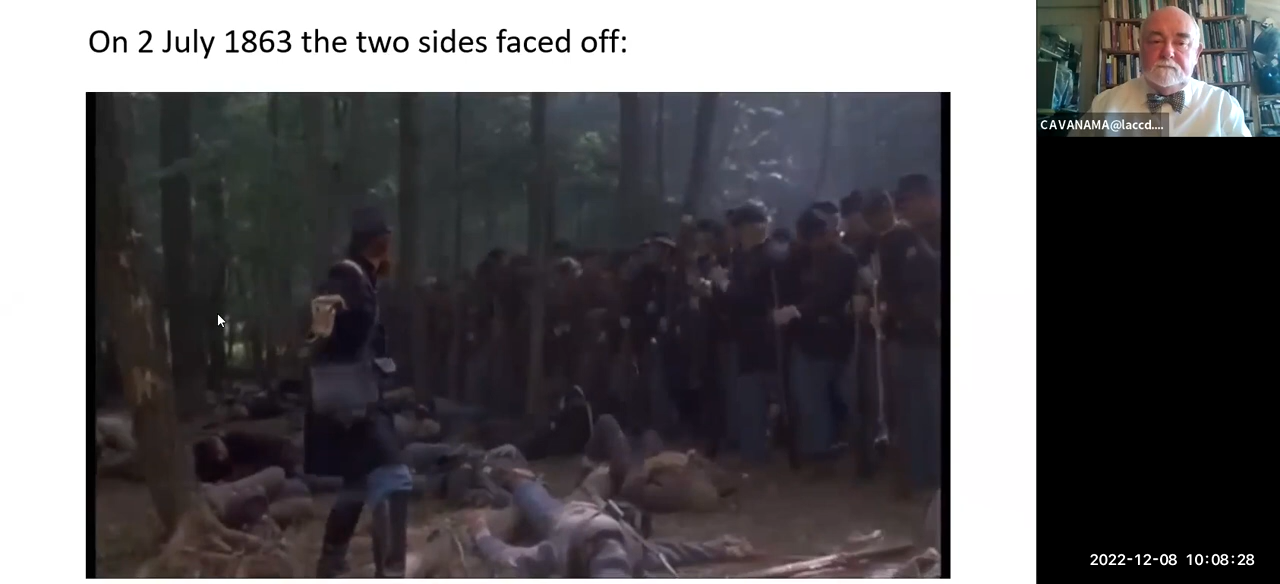 On 2 July 1863 the two sides faced off:
CAVANAMA@laccd....
2022-12-08 10:08:28